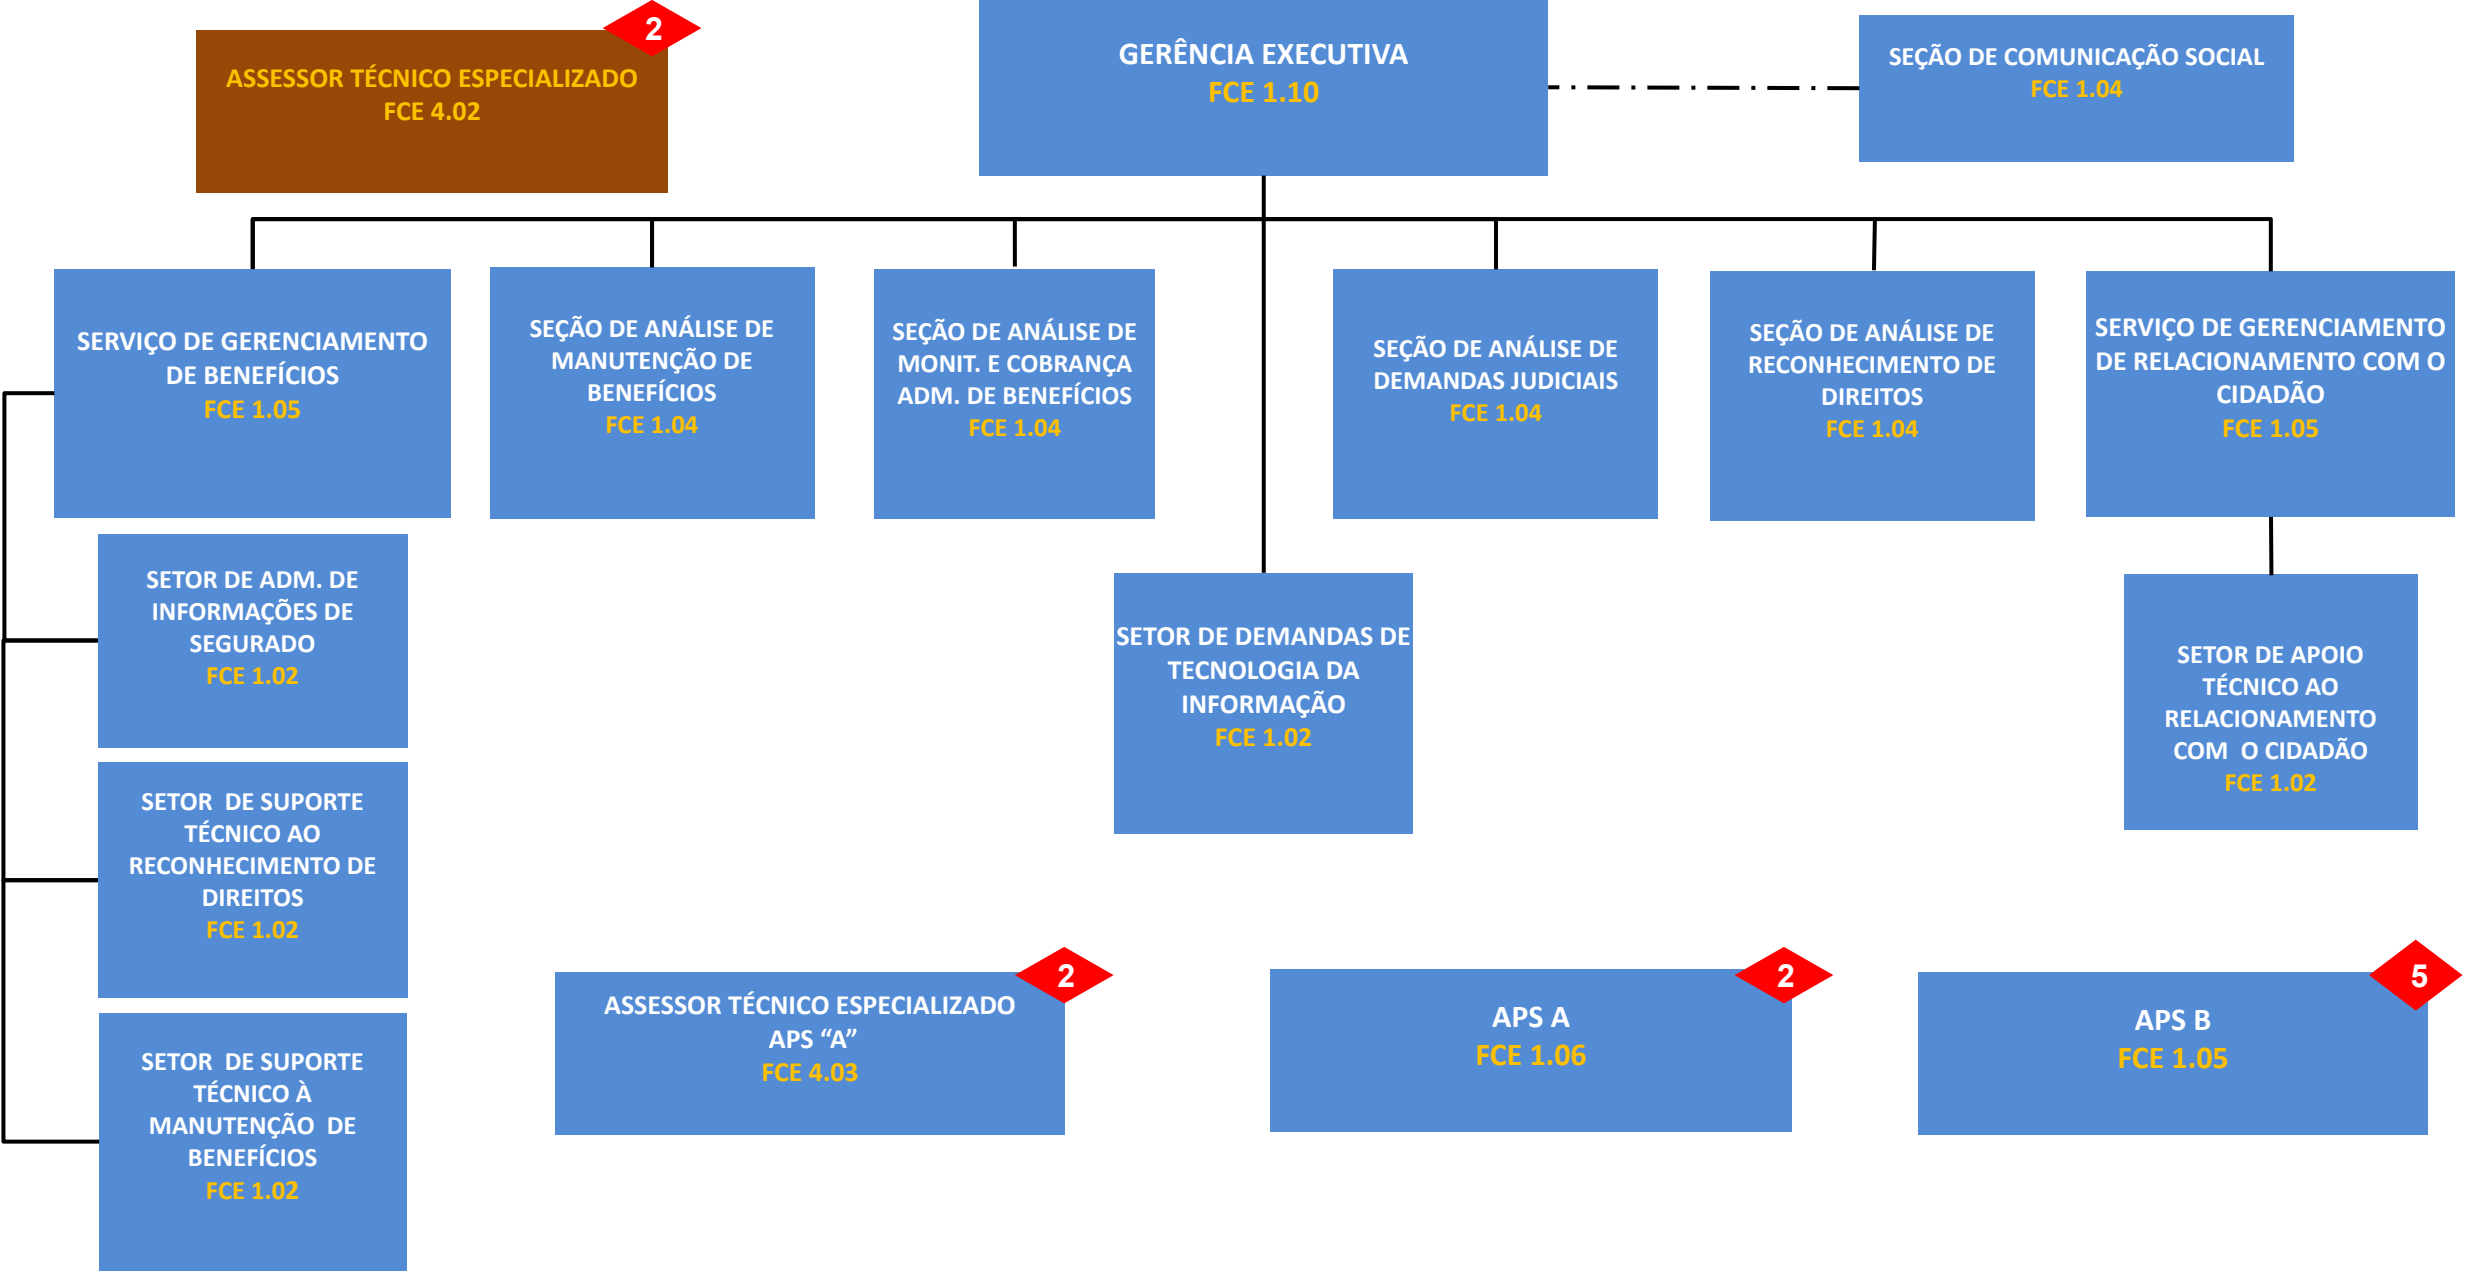 2
ASSESSOR TÉCNICO ESPECIALIZADO
FCE 4.02
GERÊNCIA EXECUTIVA
FCE 1.10
SEÇÃO DE COMUNICAÇÃO SOCIAL
FCE 1.04
SERVIÇO DE GERENCIAMENTO
DE BENEFÍCIOS
FCE 1.05
SEÇÃO DE ANÁLISE DE
MANUTENÇÃO DE
BENEFÍCIOS
FCE 1.04
SEÇÃO DE ANÁLISE DE
MONIT. E COBRANÇA
ADM. DE BENEFÍCIOS
FCE 1.04
SEÇÃO DE ANÁLISE DE
DEMANDAS JUDICIAIS
FCE 1.04
SEÇÃO DE ANÁLISE DE
RECONHECIMENTO DE
DIREITOS
FCE 1.04
SERVIÇO DE GERENCIAMENTO
DE RELACIONAMENTO COM O
CIDADÃO
FCE 1.05
SETOR DE ADM. DE
INFORMAÇÕES DE
SEGURADO
FCE 1.02
SETOR DE DEMANDAS DE
TECNOLOGIA DA
INFORMAÇÃO
FCE 1.02
SETOR DE APOIO
TÉCNICO AO
RELACIONAMENTO
COM O CIDADÃO
FCE 1.02
SETOR DE SUPORTE
TÉCNICO AO
RECONHECIMENTO DE
DIREITOS
FCE 1.02
2
ASSESSOR TÉCNICO ESPECIALIZADO
APS “A”
FCE 4.03
2
APS A
FCE 1.06
5
APS B
FCE 1.05
SETOR DE SUPORTE
TÉCNICO À
MANUTENÇÃO DE
BENEFÍCIOS
FCE 1.02